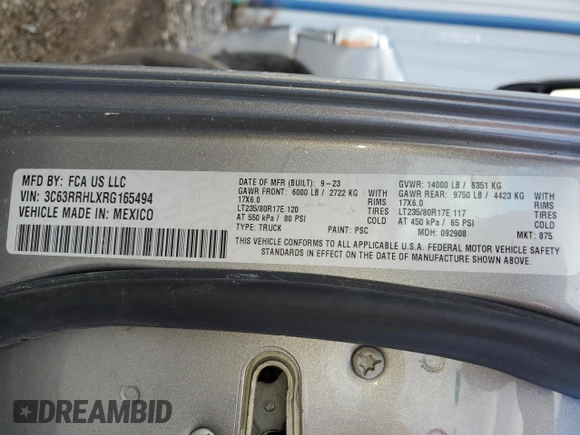 MFD BY: FCA US LLC
VIN: 3C63RRHLXRG165494
VEHICLE MADE IN: MEXICO
DATE OF MFR (BUILT): 9-23
GAWR FRONT: 6000 LB / 2722 KG WITH
17X6.0 RIMS
LT235/80R17E 120 TIRES
AT 550 kPa / 80 PSI COLD
TYPE: TRUCK PAINT: PSC
GVWR: 14000 LB / 6351 KG
GAWR REAR: 9750 LB / 4423 KG WITH
17X6.0 RIMS
LT235/80R17E 117 TIRES
AT 450 kPa / 65 PSI COLD
MDH: 092908 MKT: 875
THIS VEHICLE CONFORMS TO ALL APPLICABLE U.S.A. FEDERAL MOTOR VEHICLE SAFETY
STANDARDS IN EFFECT ON THE DATE OF MANUFACTURE SHOWN ABOVE.
DREAMBID